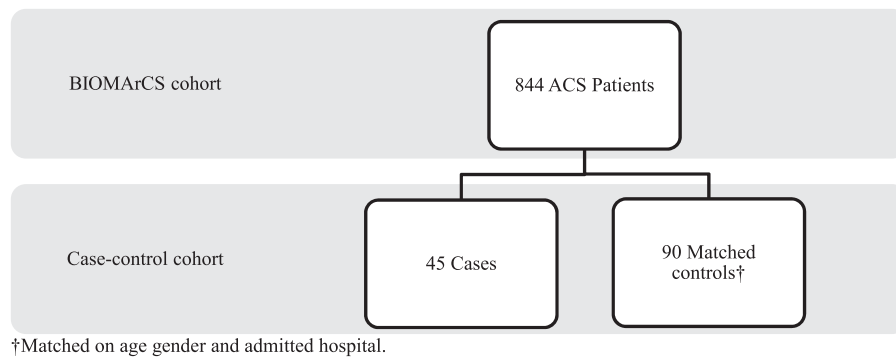 BIOMArCS cohort
844 ACS Patients
Case-control cohort
45 Cases
90 Matched
controls†
†Matched on age gender and admitted hospital.